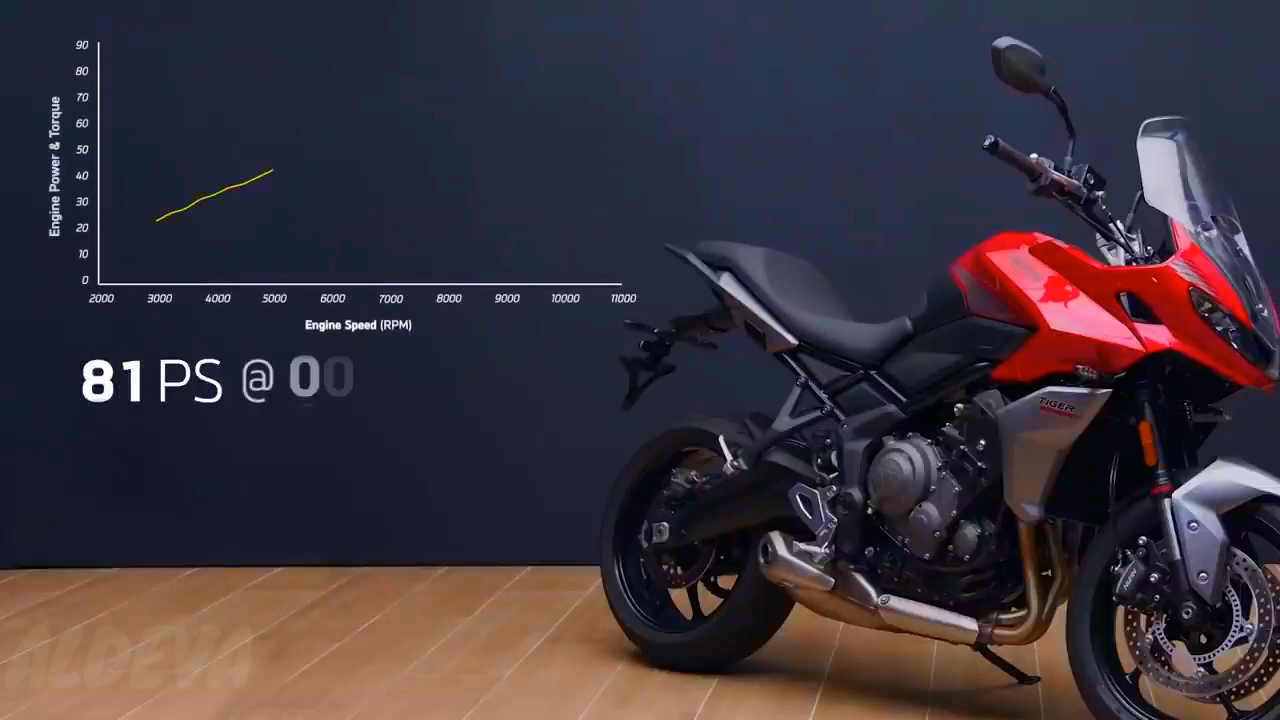 90
80
70
60
50
40
30
20
10
0
Engine Power & Torque
2000 3000 4000 5000 6000 7000 8000 9000 10000 11000
Engine Speed (RPM)
81 PS @ 00
TIGER
ALDEVA